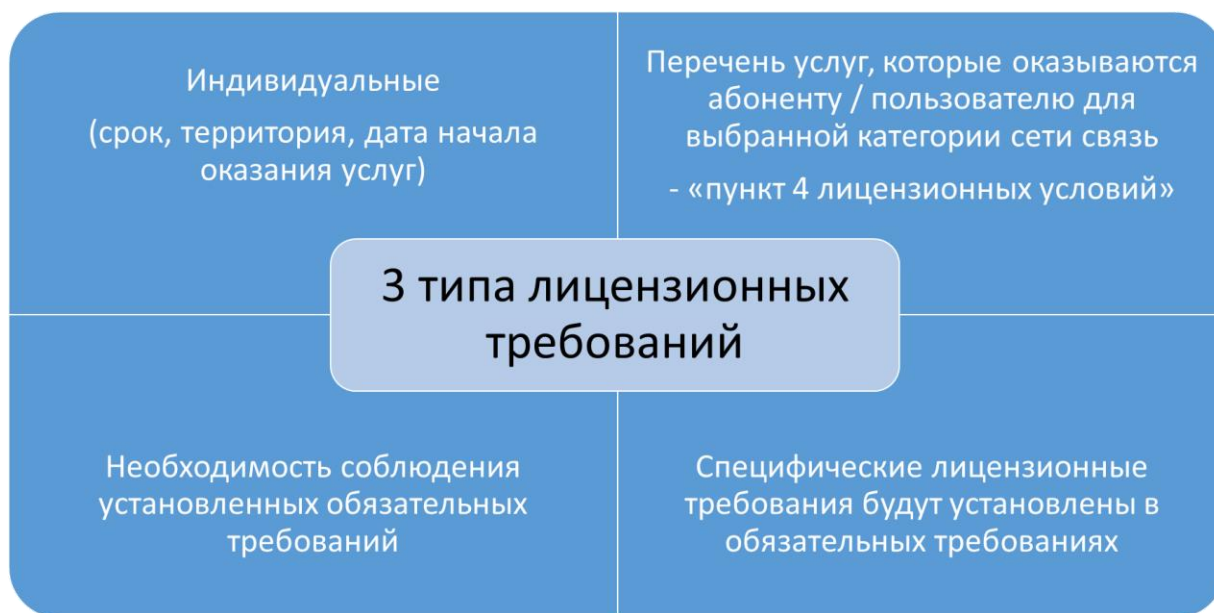 Индивидуальные
(срок, территория, дата начала
оказания услуг)
Перечень услуг, которые оказываются
абоненту / пользователю для
выбранной категории сети связь
- «пункт 4 лицензионных условий»
3 типа лицензионных
требований
Необходимость соблюдения
установленных обязательных
требований
Специфические лицензионные
требования будут установлены в
обязательных требованиях